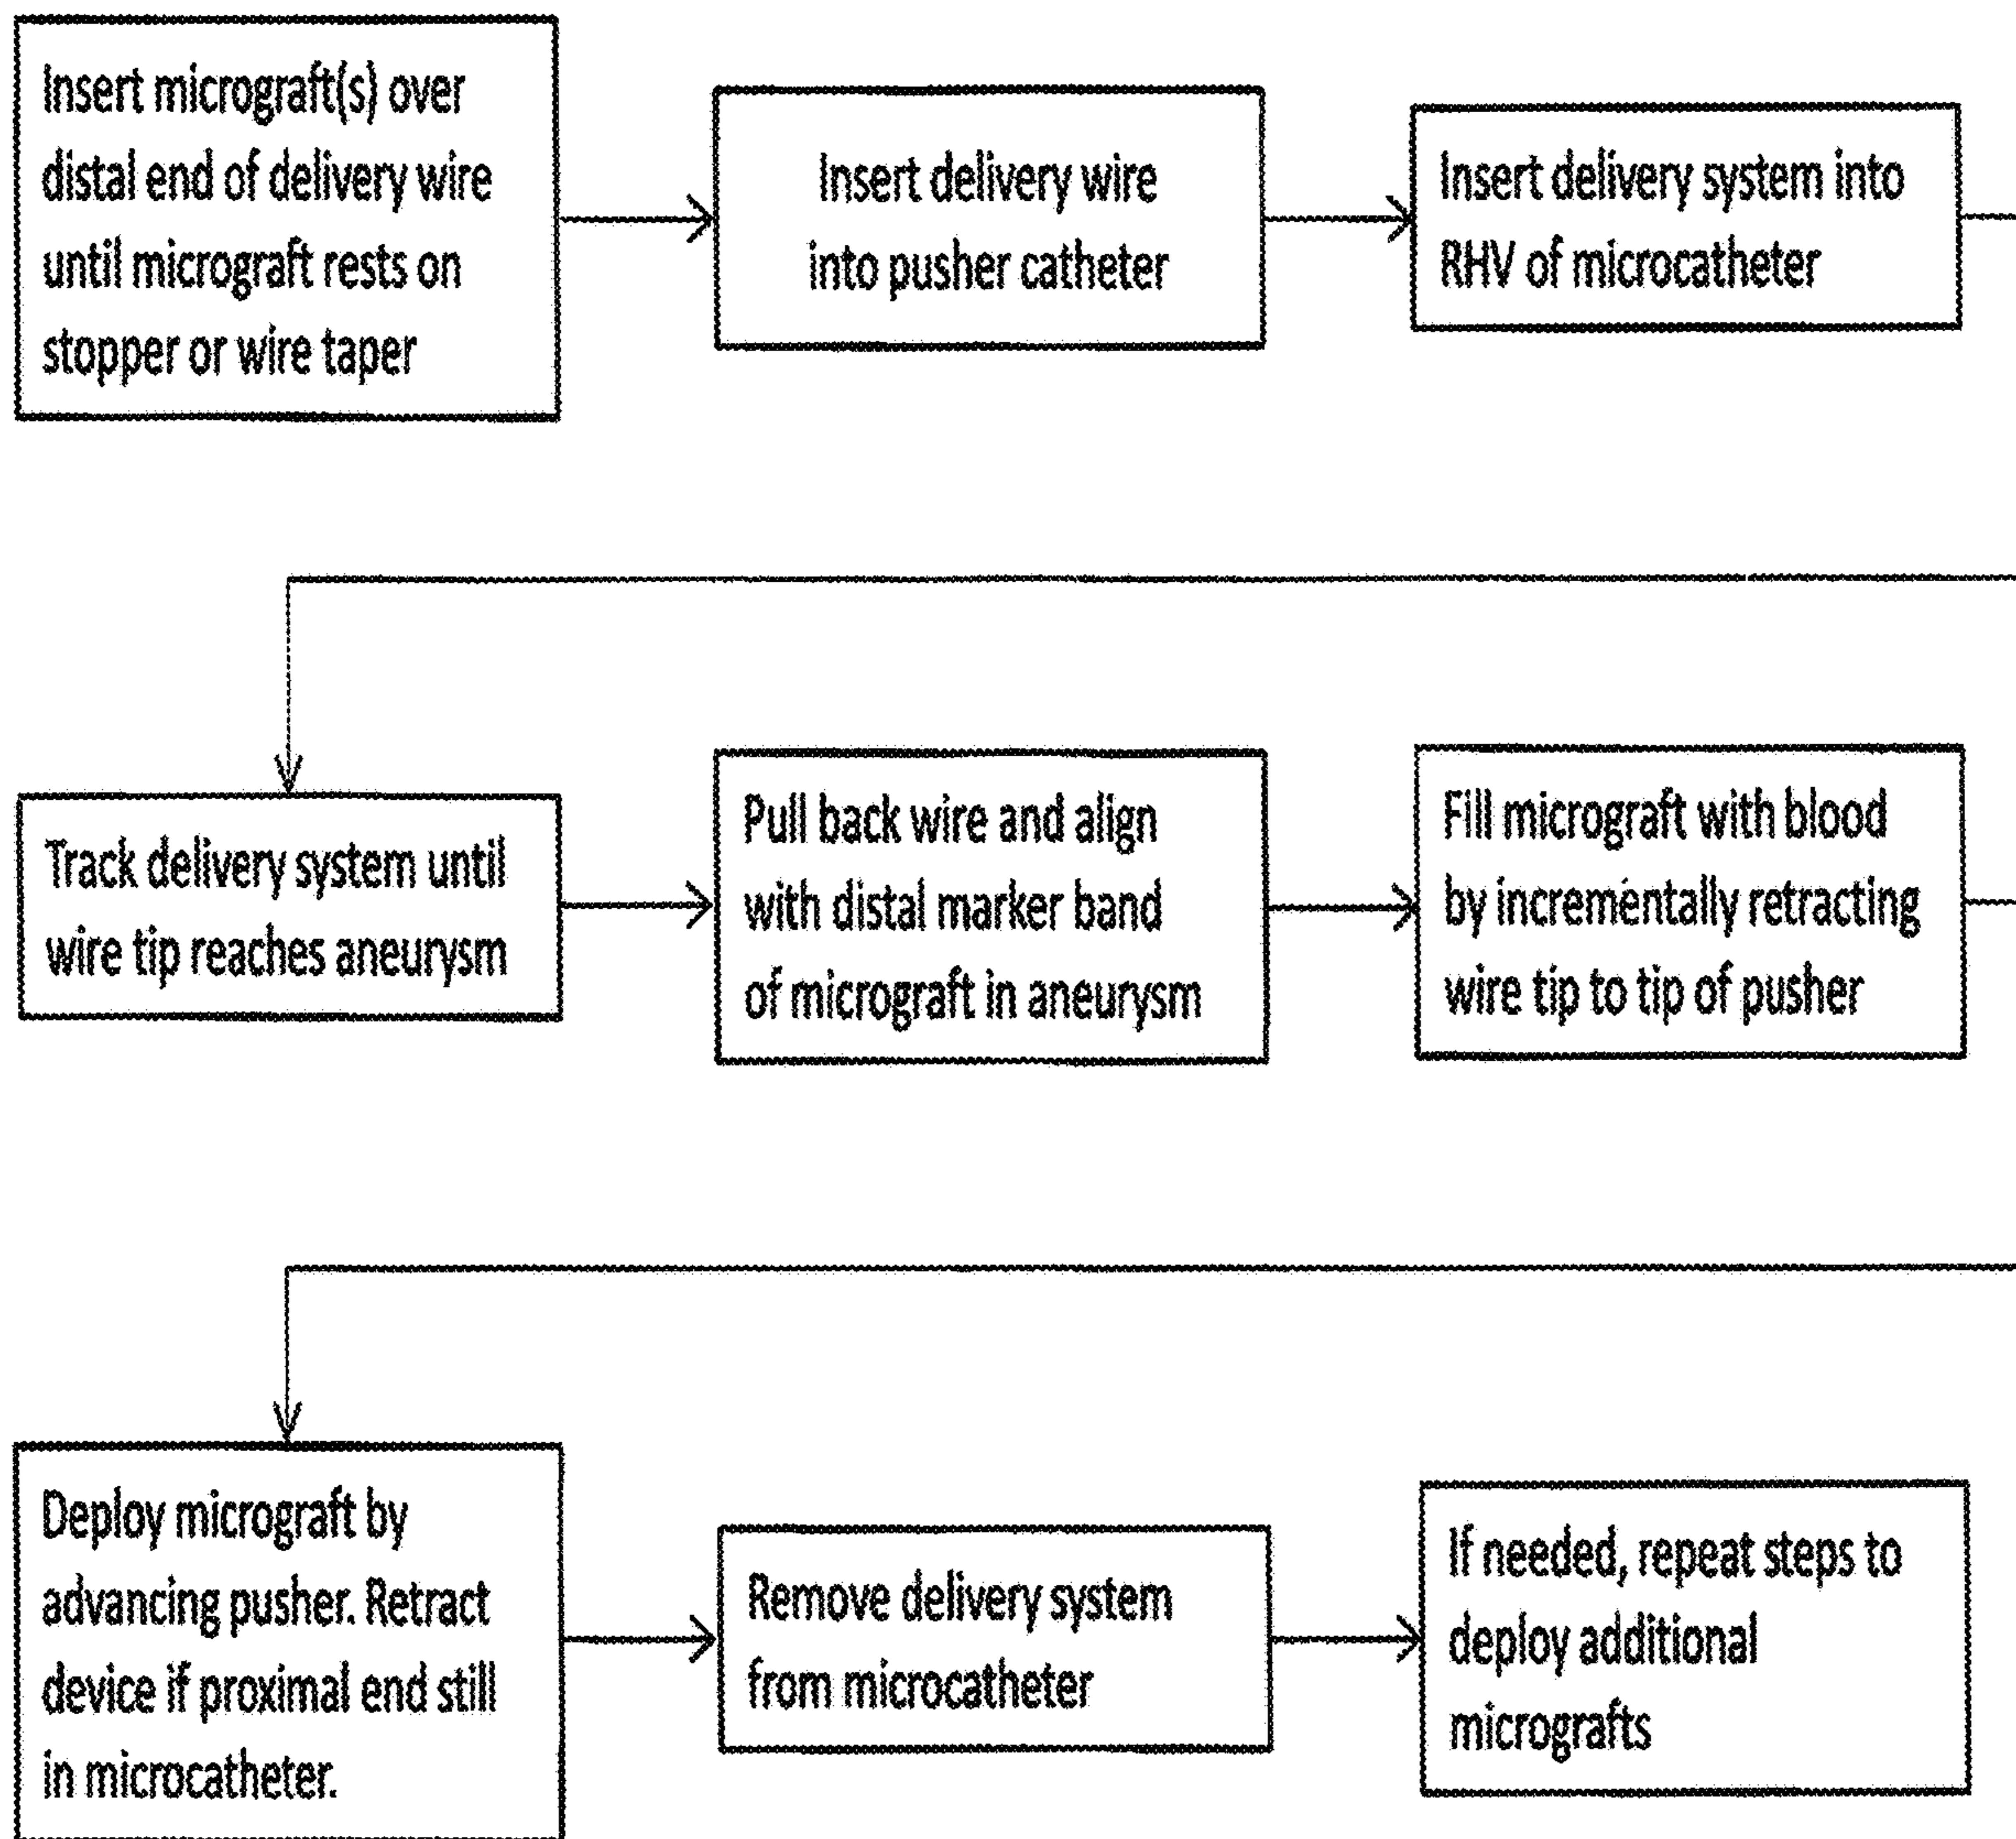 Insert micrograft(s) over
distal end of delivery wire
until micrograft rests on
stopper or wire taper
Insert delivery wire
into pusher catheter
Insert delivery system into
RHV of microcatheter
Track delivery system until
wire tip reaches aneurysm
Pull back wire and align
with distal marker band
of micrograft in aneurysm
Fill micrograft with blood
by incrementally retracting
wire tip to tip of pusher
Deploy micrograft by
advancing pusher. Retract
device if proximal end still
in microcatheter.
Remove delivery system
from microcatheter
If needed, repeat steps to
deploy additional
micrografts